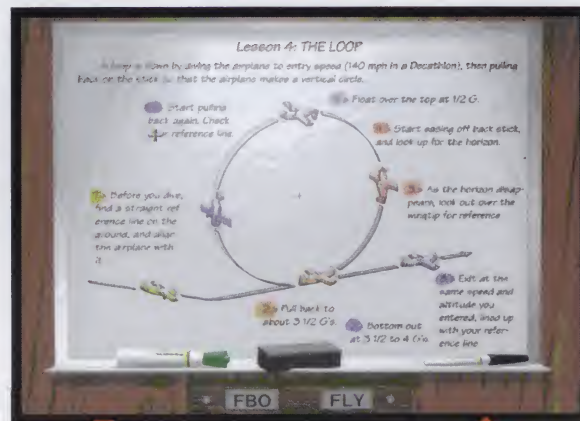 Lesson 4: THE LOOP
A loop is flown by diving the airplane to entry speed (140 mph in a Decathlon), then pulling
back on the stick so that the airplane makes a vertical circle.
Start pulling
back again. Check
reference line.
Float over the top at 1/2 G.
4> Start easing off back stick,
and look up for the horizon.
3> As the horizon disap-
pears, look out over the
wingtip for reference
1> Before you dive,
find a straight ref
erence line on the
ground, and align
the airplane with
it
2> Pull back to
about 3 1/2 G's.
Bottom out
at 3 1/2 to 4 G's
Exit at the
same speed and
altitude you
entered, lined up
with your refer-
ence line
FBO FLY